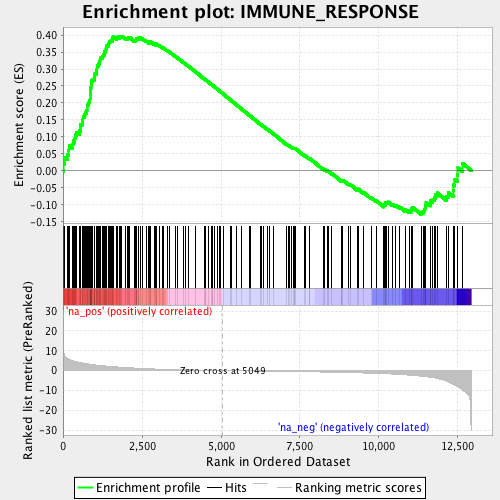 Enrichment plot: IMMUNE_RESPONSE
Enrichment score (ES)
0.40
0.35
0.30
0.25
0.20
0.15
0.10
0.05
0.00
-0.05
-0.10
-0.15
'na_pos' (positively correlated)
Ranked list metric (PreRanked)
30
20
10
0
-10
-20
-30
Zero cross at 5049
'na_neg' (negatively correlated)
0
2,500
5,000
7,500
10,000
12,500
Rank in Ordered Dataset
Enrichment profile
Hits
Ranking metric scores